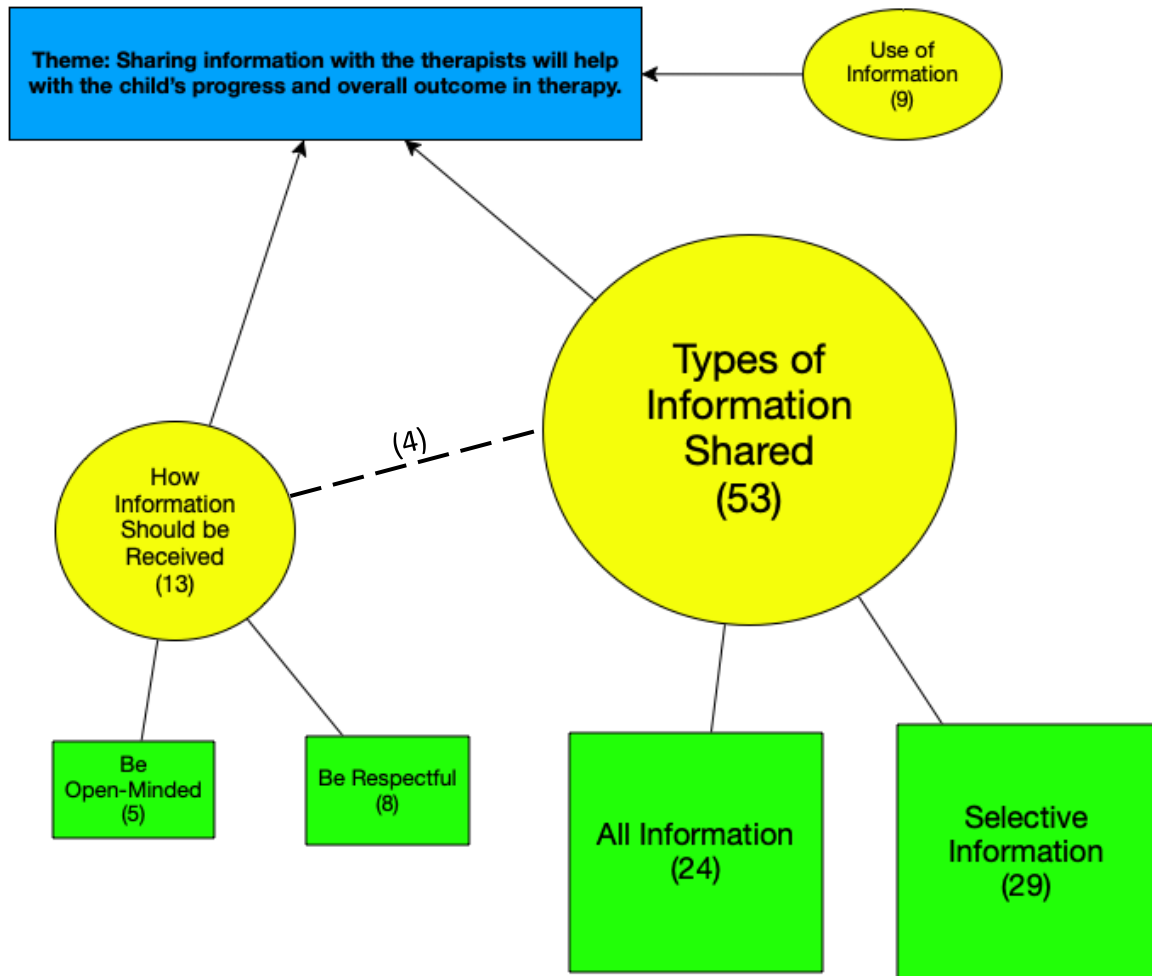 Theme: Sharing information with the therapists will help
with the child's progress and overall outcome in therapy.
Use of
Information
(9)
Types of
Information
Shared
(53)
(4)
How
Information
Should be
Received
(13)
Be
Open-Minded
(5)
Be Respectful
(8)
All Information
(24)
Selective
Information
(29)